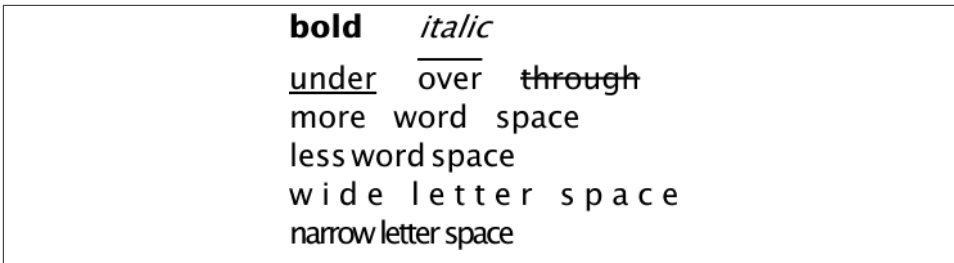 bold italic
under over through
more word space
less word space
wide letter space
narrow letter space